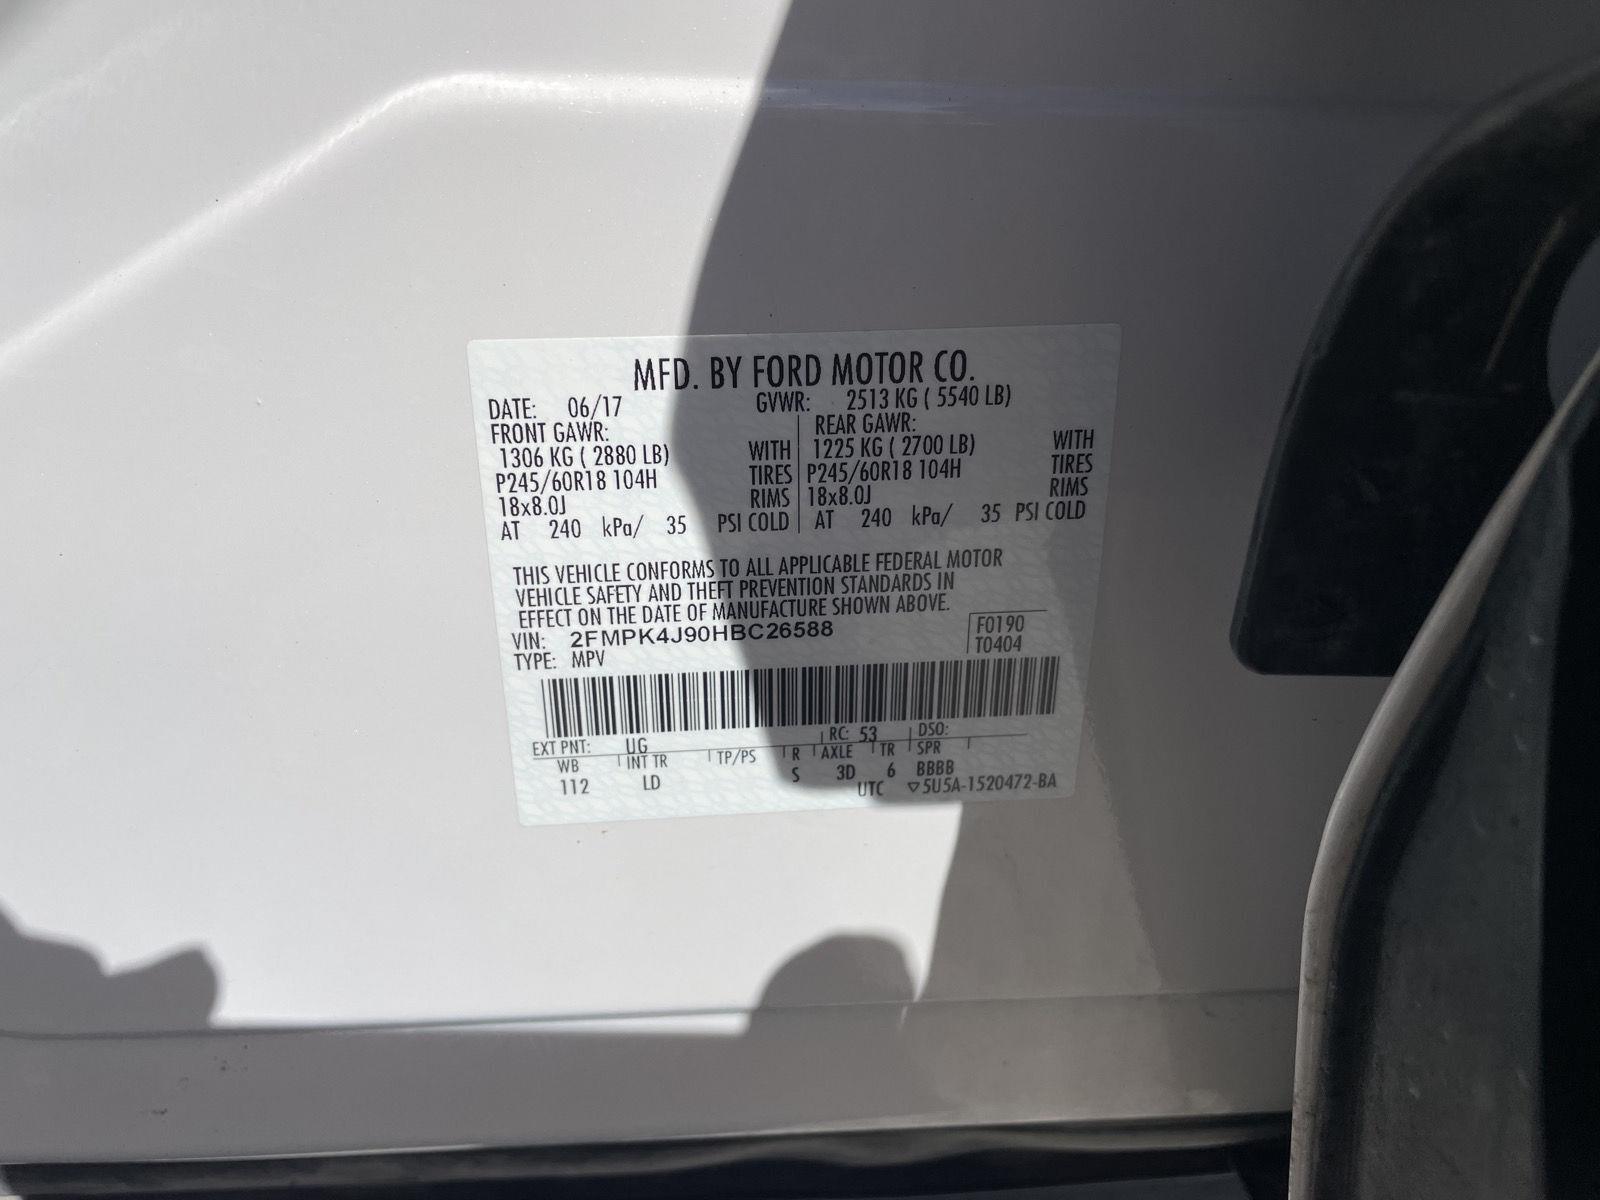 MFD. BY FORD MOTOR CO.
DATE: 06/17 GVWR: 2513 KG ( 5540 LB)
FRONT GAWR: REAR GAWR:
1306 KG ( 2880 LB) WITH 1225 KG ( 2700 LB) WITH
P245/60R18 104H TIRES P245/60R18 104H TIRES
18x8.0J RIMS 18x8.0J RIMS
AT 240 kPa/ 35 PSI COLD AT 240 kPa/ 35 PSI COLD
THIS VEHICLE CONFORMS TO ALL APPLICABLE FEDERAL MOTOR
VEHICLE SAFETY AND THEFT PREVENTION STANDARDS IN
EFFECT ON THE DATE OF MANUFACTURE SHOWN ABOVE.
VIN: 2FMPK4J90HBC26588 F0190
TYPE: MPV T0404
EXT PNT: UG RC: 53 DSO:
WB INT TR TP/PS R AXLE TR SPR
112 LD S 3D 6 BBBB
UTC ▽5U5A-1520472-BA